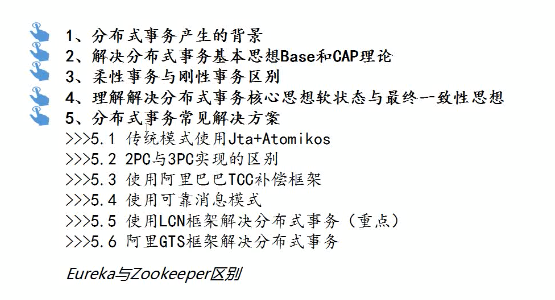 1、分布式事务产生的背景
2、解决分布式事务基本思想Base和CAP理论
3、柔性事务与刚性事务区别
4、理解解决分布式事务核心思想软状态与最终一致性思想
5、分布式事务常见解决方案
>>>5.1 传统模式使用Jta+Atomikos
>>>5.2 2PC与3PC实现的区别
>>>5.3 使用阿里巴巴TCC补偿框架
>>>5.4 使用可靠消息模式
>>>5.5 使用LCN框架解决分布式事务（重点）
>>>5.6 阿里GTS框架解决分布式事务
Eureka与Zookeeper区别